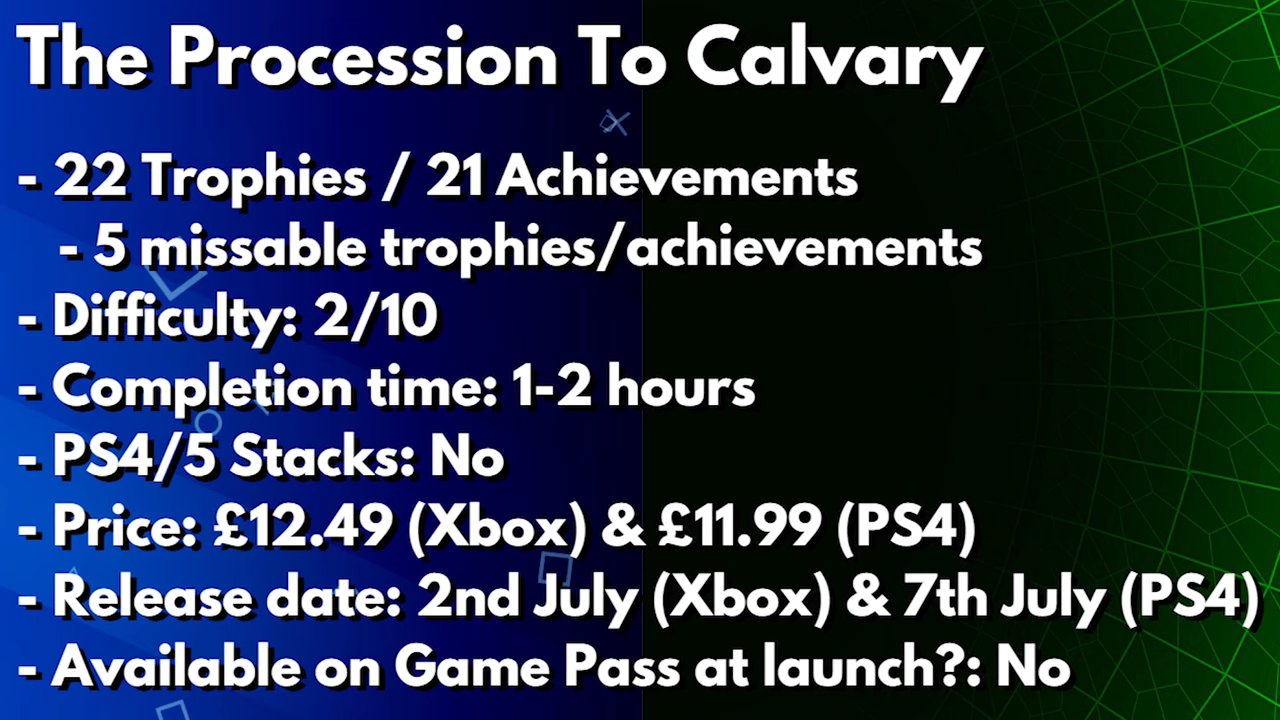 The Procession To Calvary
- 22 Trophies / 21 Achievements
- 5 missable trophies/achievements
- Difficulty: 2/10
- Completion time: 1-2 hours
- PS4/5 Stacks: No
- Price: £12.49 (Xbox) & £11.99 (PS4)
- Release date: 2nd July (Xbox) & 7th July (PS4)
- Available on Game Pass at launch?: No